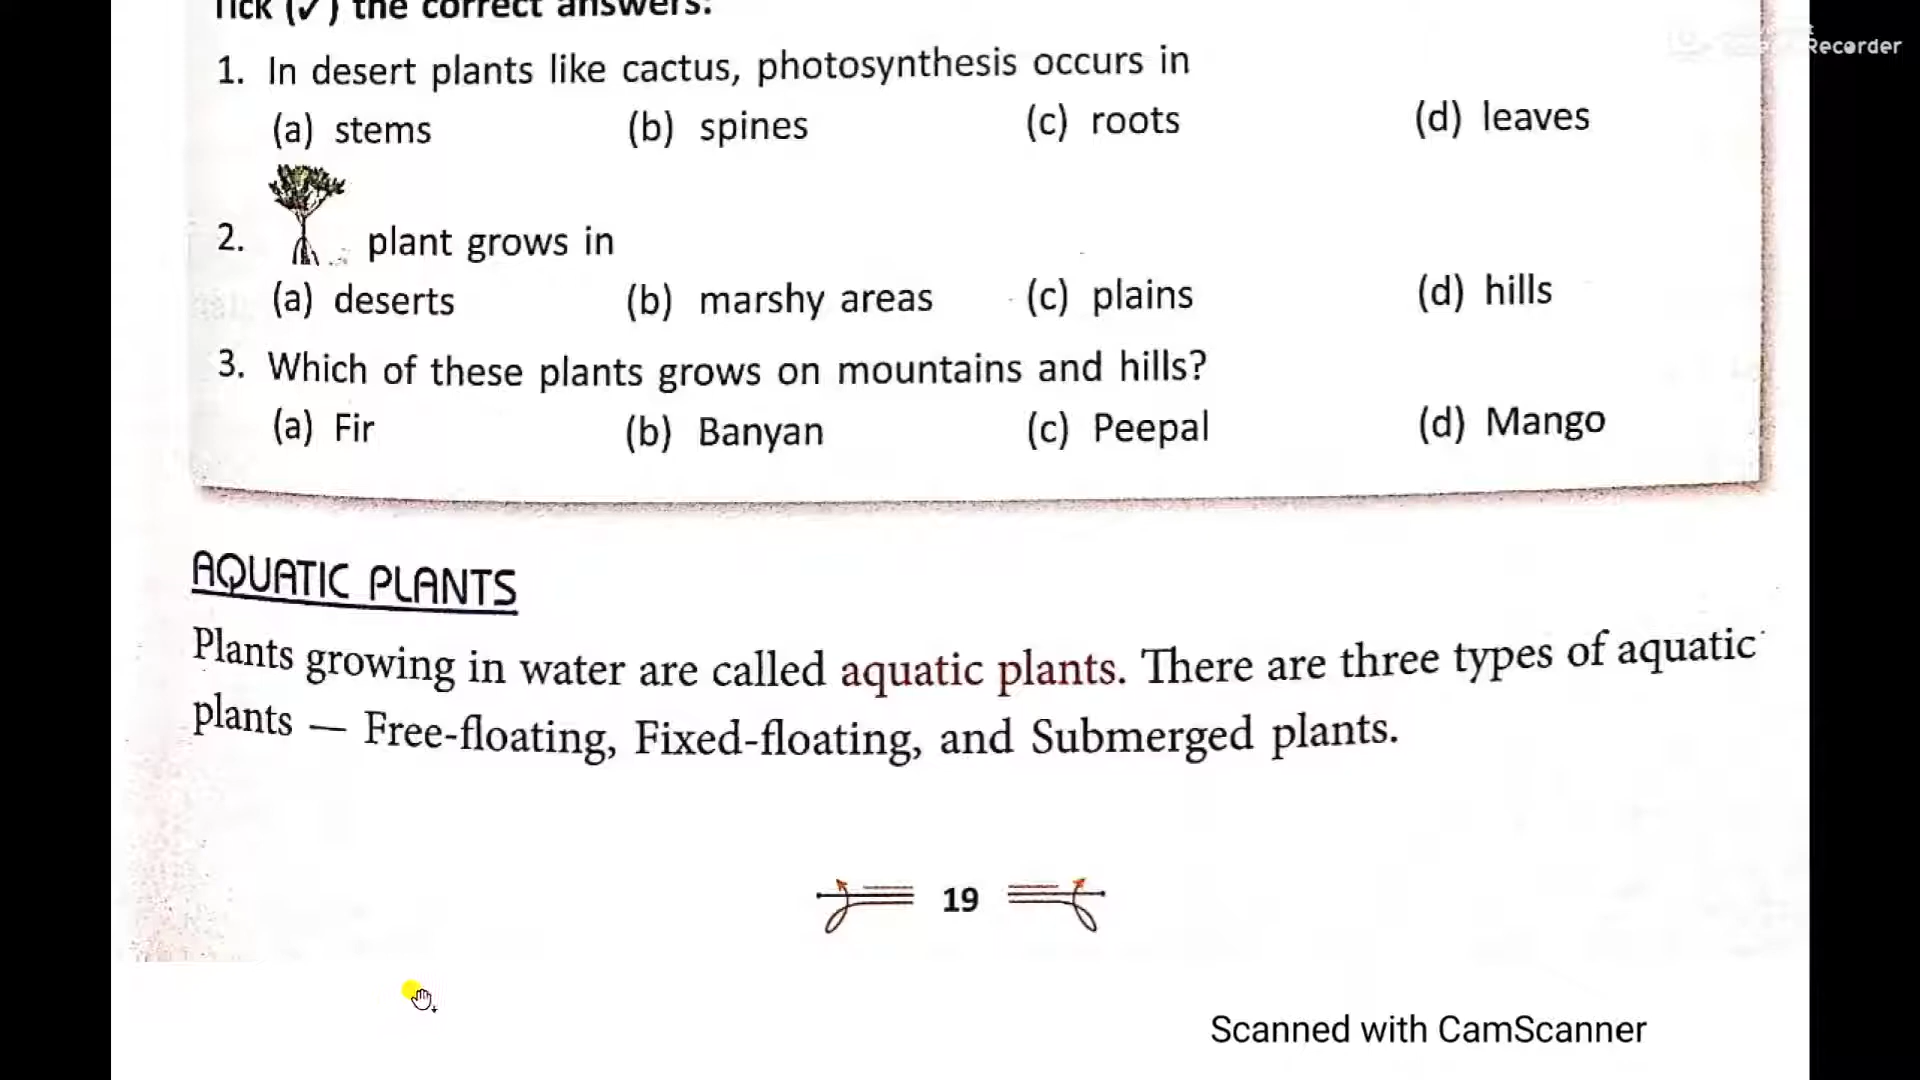 Tick (✓) the correct answers:
Recorder
1. In desert plants like cactus, photosynthesis occurs in
(a) stems (b) spines (c) roots (d) leaves
2. plant grows in
(a) deserts (b) marshy areas (c) plains (d) hills
3. Which of these plants grows on mountains and hills?
(a) Fir (b) Banyan (c) Peepal (d) Mango
AQUATIC PLANTS
Plants growing in water are called aquatic plants. There are three types of aquatic
plants — Free-floating, Fixed-floating, and Submerged plants.
19
Scanned with CamScanner